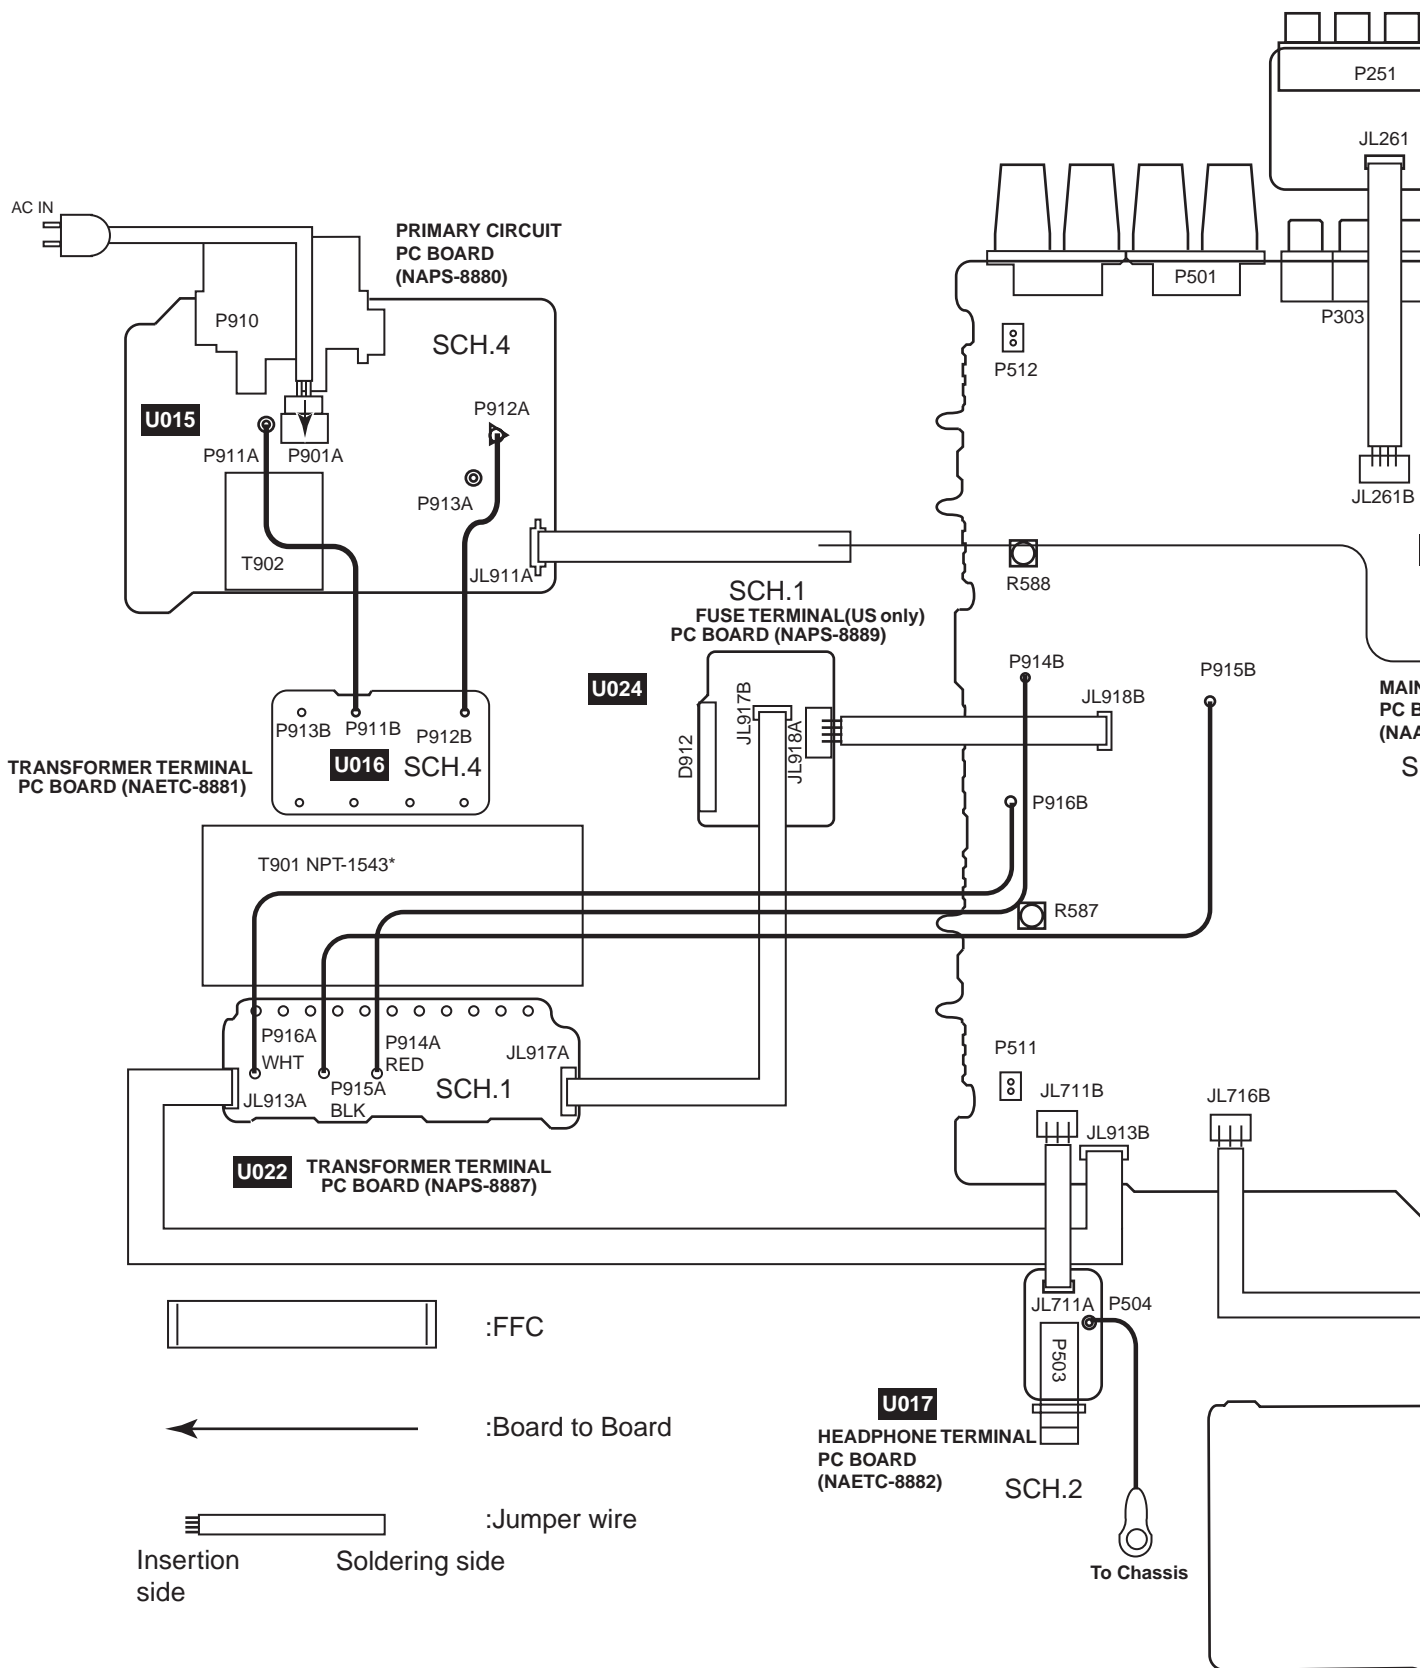 P251
JL261
AC IN
PRIMARY CIRCUIT
PC BOARD
(NAPS-8880)
P501
P910
P303
SCH.4
P512
P912A
U015
P911A
P901A
P913A
JL261B
T902
JL911A
R588
SCH.1
FUSE TERMINAL(US only)
PC BOARD (NAPS-8889)
P914B
P915B
U024
JL917B
JL918B
MAIN
PC B
(NAA
P913B
P911B
P912B
D912
JL918A
U016
SCH.4
S
TRANSFORMER TERMINAL
PC BOARD (NAETC-8881)
P916B
T901 NPT-1543*
R587
P916A
P914A
WHT
RED
JL917A
P511
P915A
SCH.1
JL913A
BLK
JL711B
JL716B
JL913B
U022
TRANSFORMER TERMINAL
PC BOARD (NAPS-8887)
JL711A
P504
:FFC
P503
U017
:Board to Board
HEADPHONE TERMINAL
PC BOARD
(NAETC-8882)
SCH.2
:Jumper wire
Insertion
side
Soldering side
To Chassis